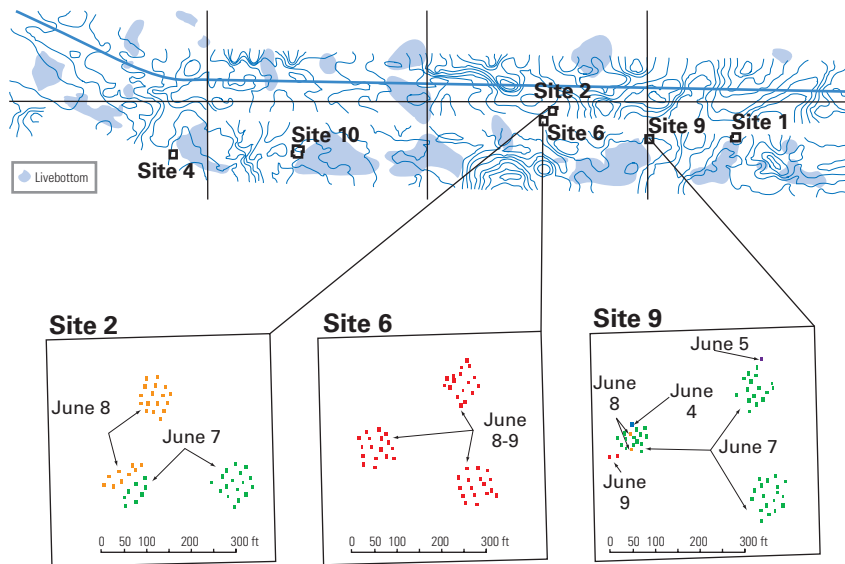 Site 2
Site 6
Site 9
Site 1
Site 10
Site 4
Livebottom
Site 2
June 8
June 7
0 50 100 200 300 ft
Site 6
June
8-9
0 50 100 200 300 ft
Site 9
June 5
June
8
June
4
June 7
June
9
0 50 100 200 300 ft